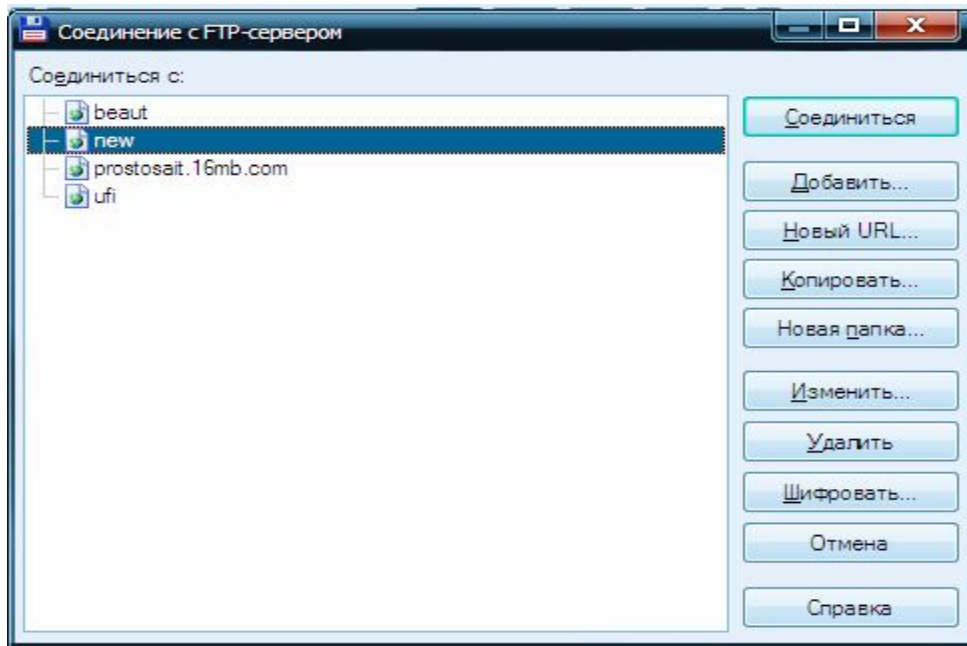 Соединение с FTP-сервером
Соединиться с:
beaut
new
prostosait.16mb.com
ufi
Соединиться
Добавить...
Новый URL...
Копировать...
Новая папка...
Изменить...
Удалить
Шифровать...
Отмена
Справка